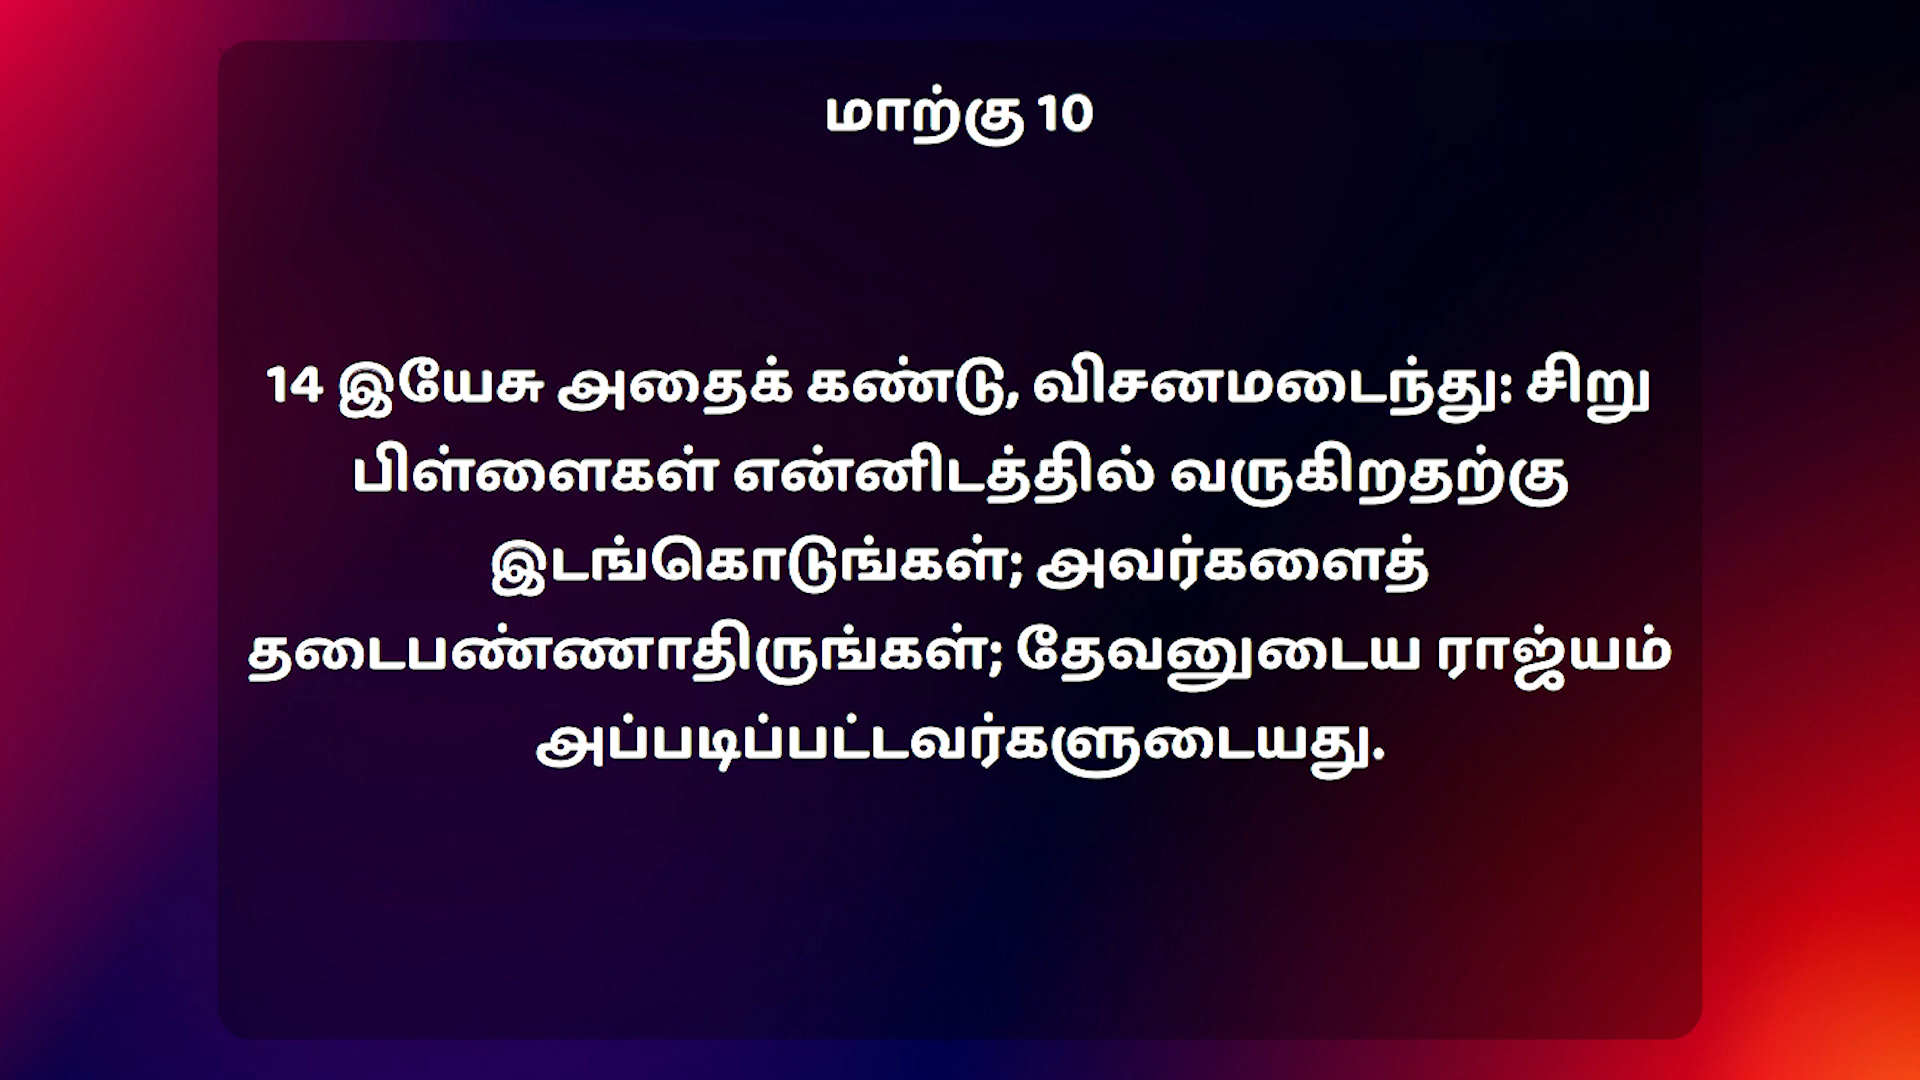 மாற்கு 10
14 இயேசு அதைக் கண்டு, விசனமடைந்து: சிறு
பிள்ளைகள் என்னிடத்தில் வருகிறதற்கு
இடங்கொடுங்கள்; அவர்களைத்
தடைபண்ணாதிருங்கள்; தேவனுடைய ராஜ்யம்
அப்படிப்பட்டவர்களுடையது.